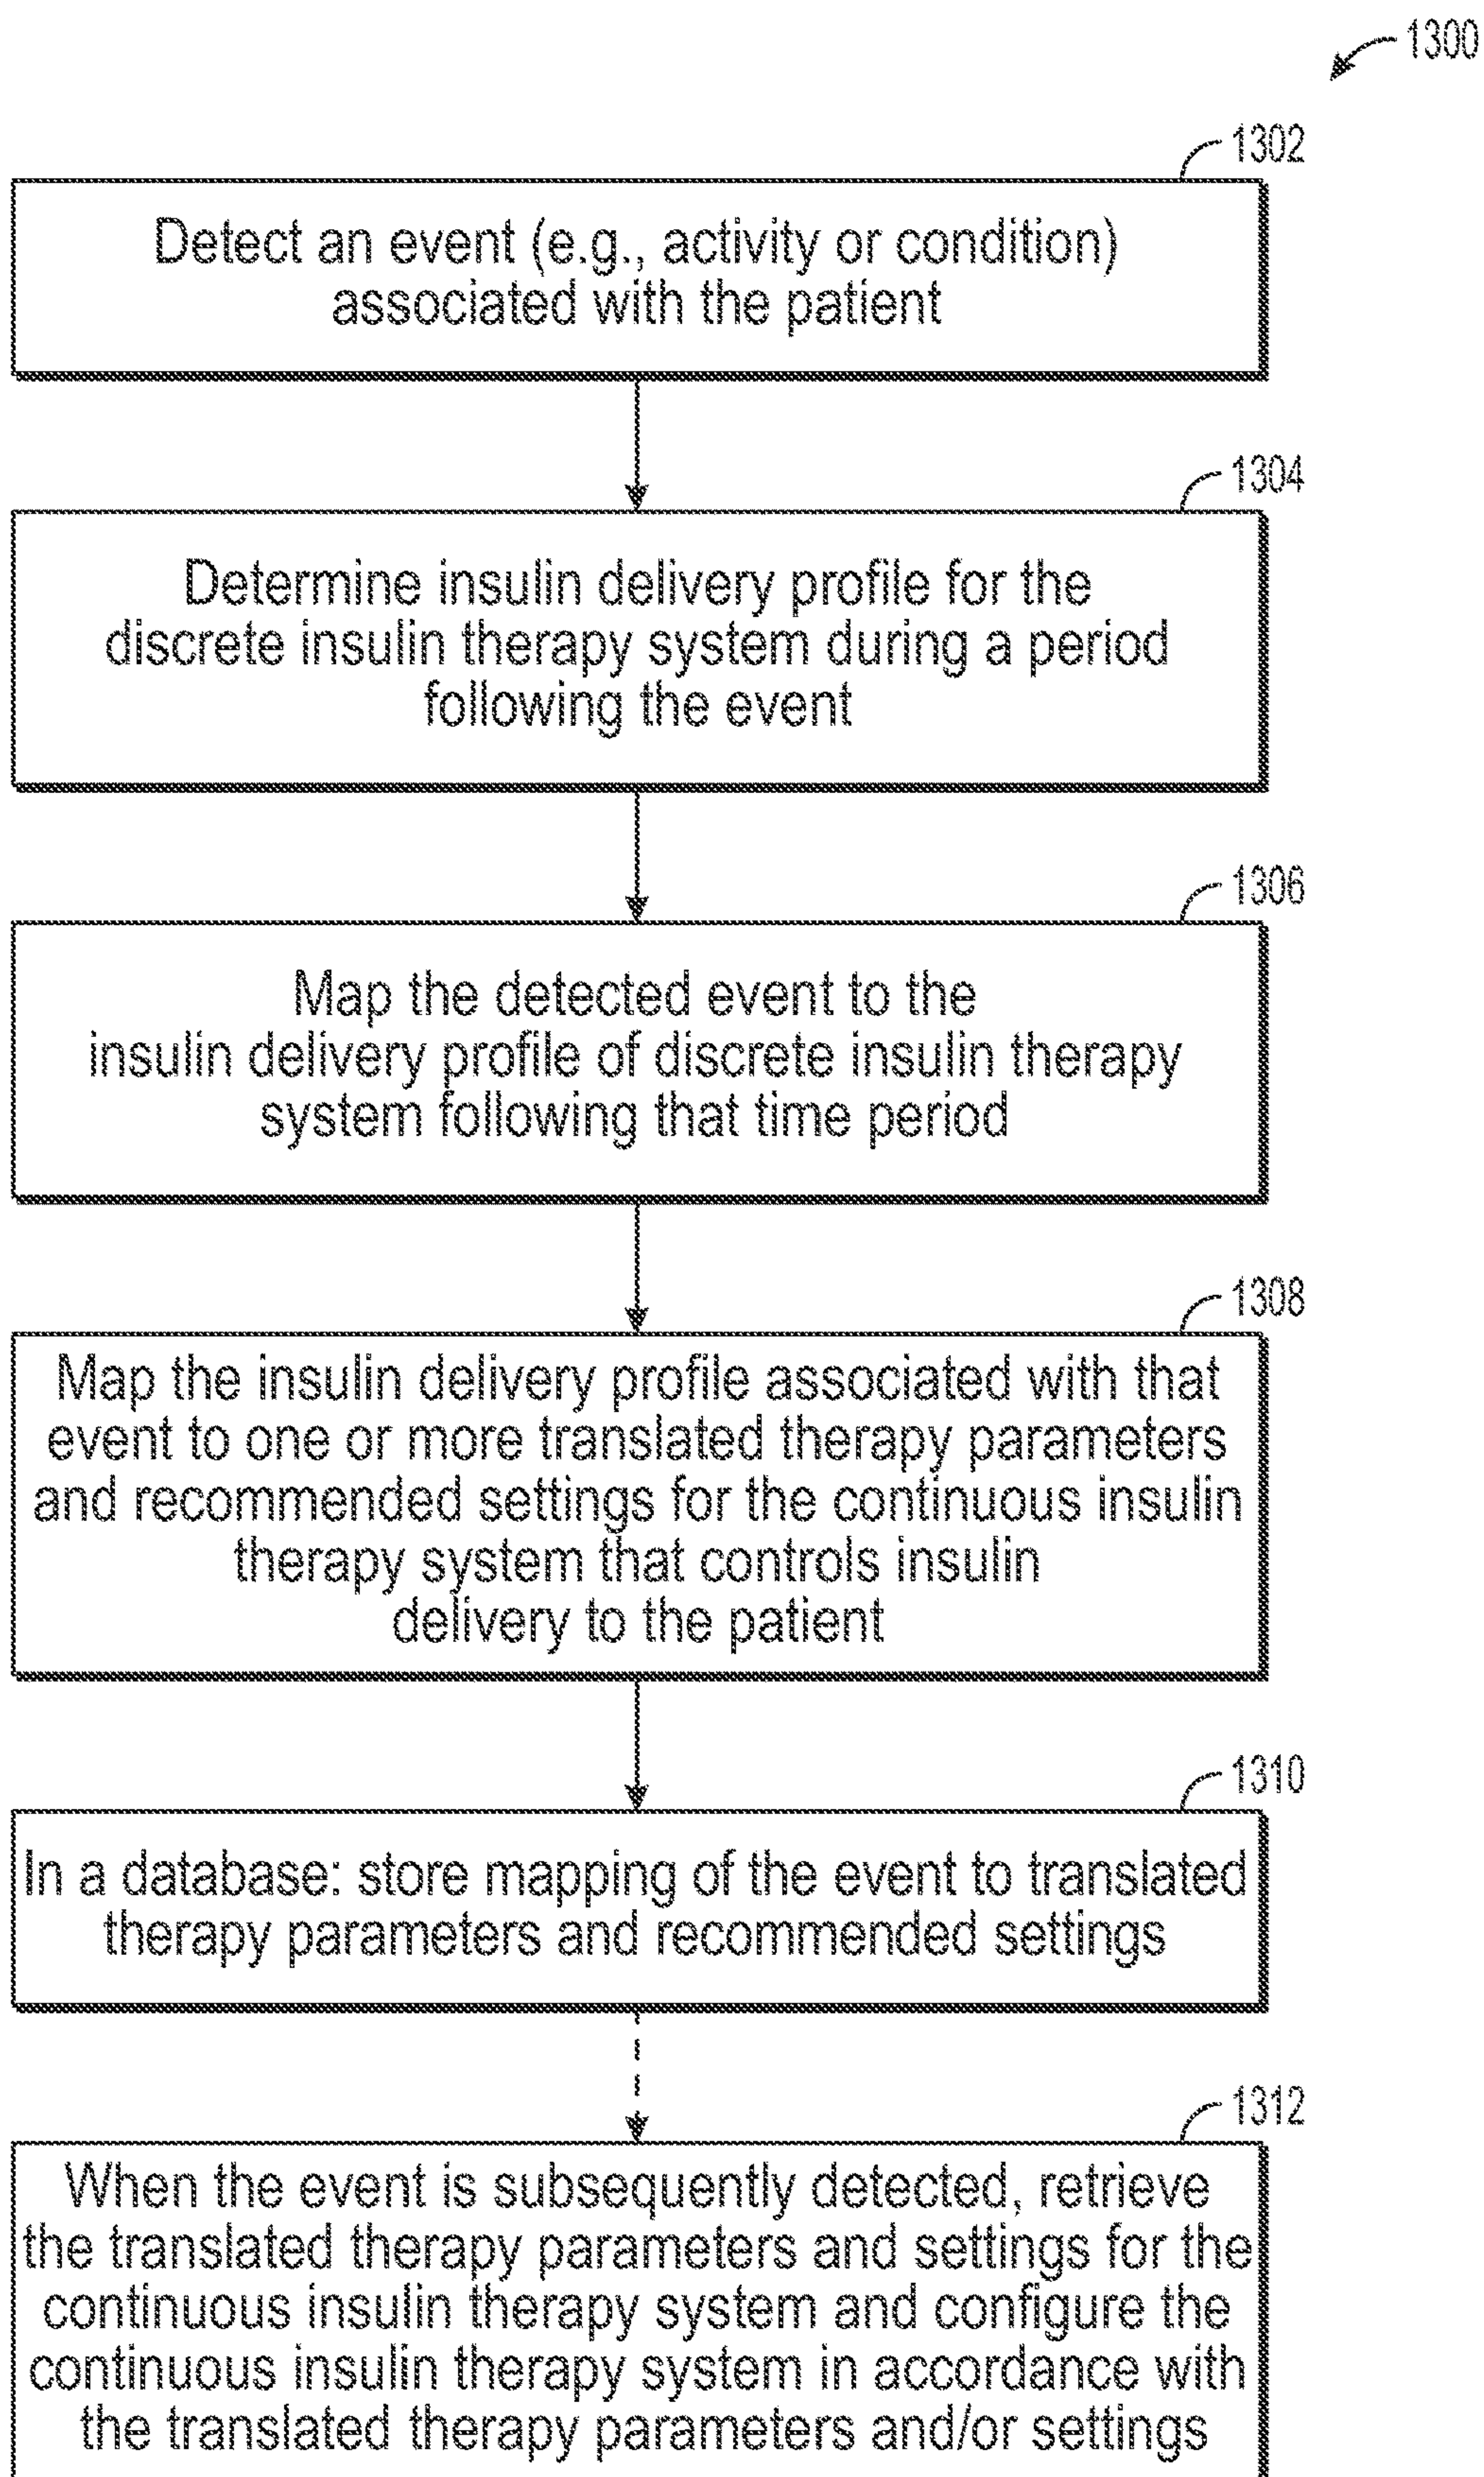 1300
1302
Detect an event (e.g., activity or condition)
associated with the patient
1304
Determine insulin delivery profile for the
discrete insulin therapy system during a period
following the event
1306
Map the detected event to the
insulin delivery profile of discrete insulin therapy
system following that time period
1308
Map the insulin delivery profile associated with that
event to one or more translated therapy parameters
and recommended settings for the continuous insulin
therapy system that controls insulin
delivery to the patient
1310
In a database: store mapping of the event to translated
therapy parameters and recommended settings
1312
When the event is subsequently detected, retrieve
the translated therapy parameters and settings for the
continuous insulin therapy system and configure the
continuous insulin therapy system in accordance with
the translated therapy parameters and/or settings